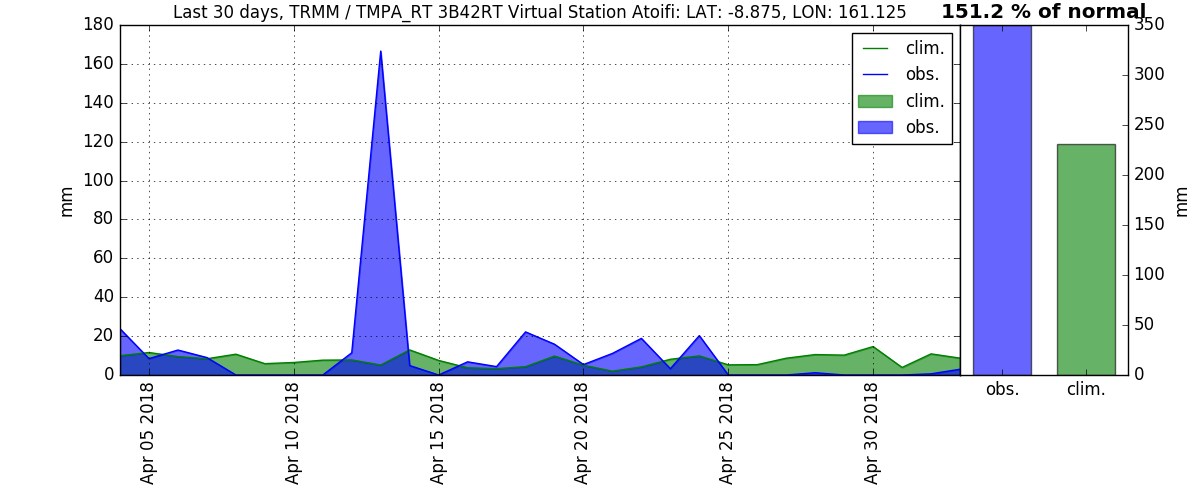 Last 30 days, TRMM / TMPA_RT 3B42RT Virtual Station Atoifi: LAT: -8.875, LON: 161.125
151.2 % of normal
180
160
140
120
100
80
60
40
20
0
mm
clim.
obs.
clim.
obs.
Apr 05 2018
Apr 10 2018
Apr 15 2018
Apr 20 2018
Apr 25 2018
Apr 30 2018
350
300
250
200
150
100
50
0
mm
obs.
clim.